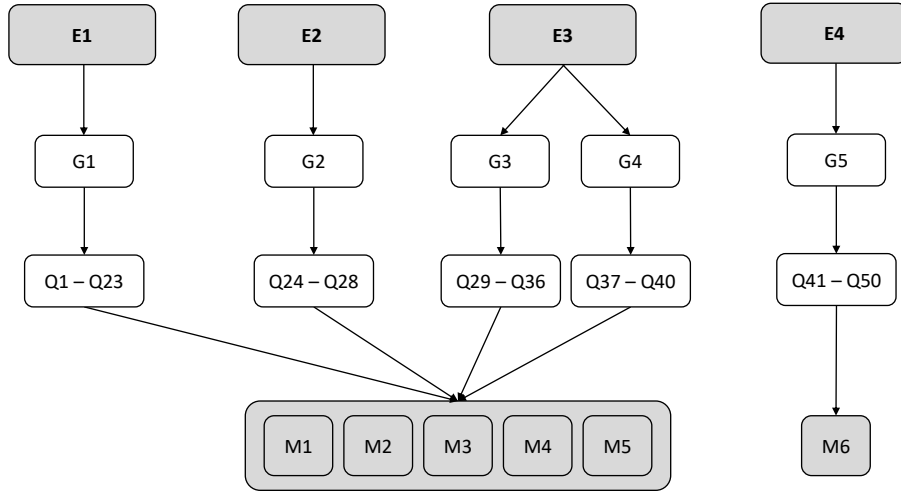 E1
E2
E3
E4
G1
G2
G3
G4
G5
Q1 – Q23
Q24 – Q28
Q29 – Q36
Q37 – Q40
Q41 – Q50
M1
M2
M3
M4
M5
M6